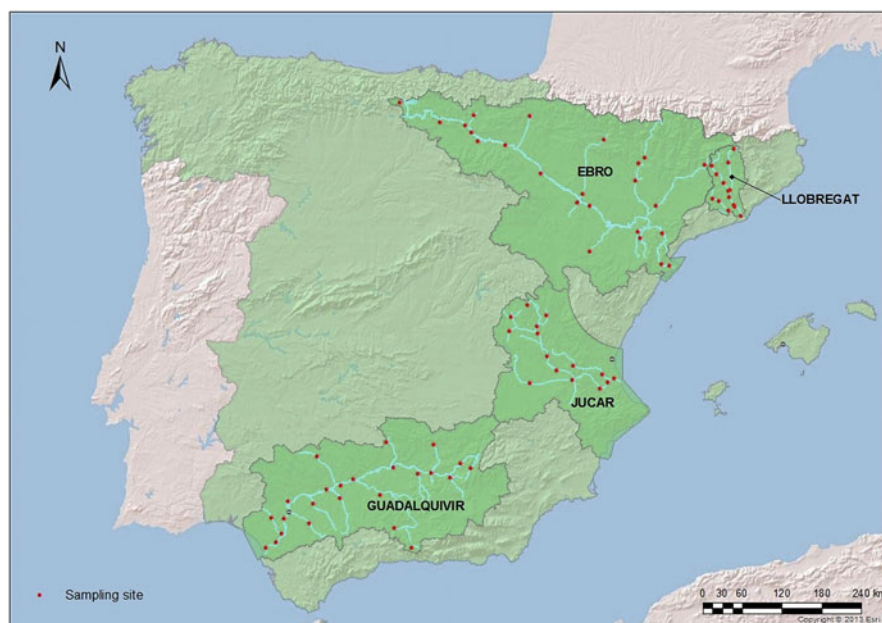 N
EBRO
LLOBREGAT
JUCAR
GUADALQUIVIR
Sampling site
0 30 60 120 180 240 km
Copyright © 2013 Esri